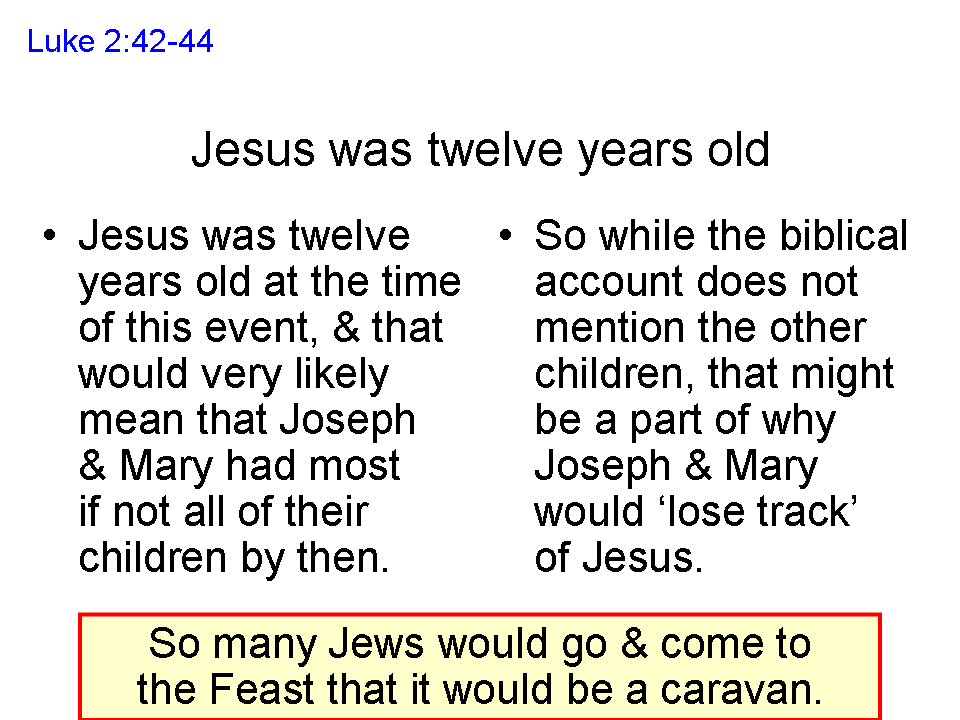 Luke 2:42-44
Jesus was twelve years old
• Jesus was twelve
years old at the time
of this event, & that
would very likely
mean that Joseph
& Mary had most
if not all of their
children by then.
• So while the biblical
account does not
mention the other
children, that might
be a part of why
Joseph & Mary
would ‘lose track’
of Jesus.
So many Jews would go & come to
the Feast that it would be a caravan.